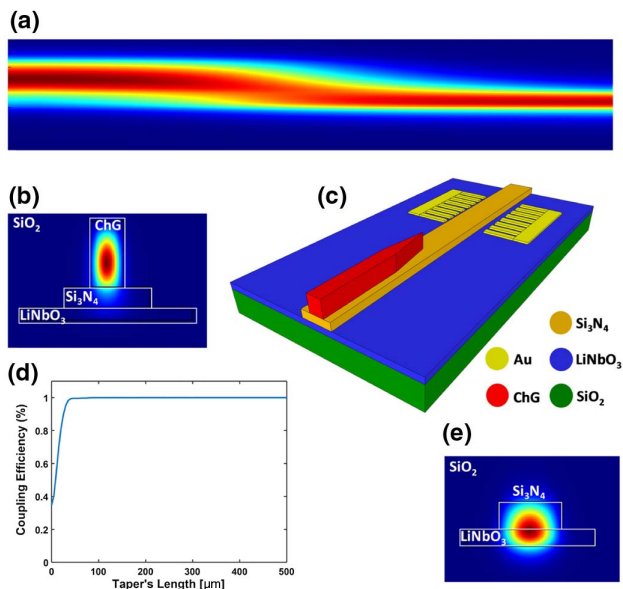 (a)
(b)
SiO2
ChG
Si3N4
LiNbO3
(c)
Si3N4
Au
LiNbO3
ChG
SiO2
(d)
Coupling Efficiency (%)
1
0.8
0.6
0.4
0.2
0
0
100
200
300
400
500
Taper's Length [µm]
(e)
SiO2
Si3N4
LiNbO3